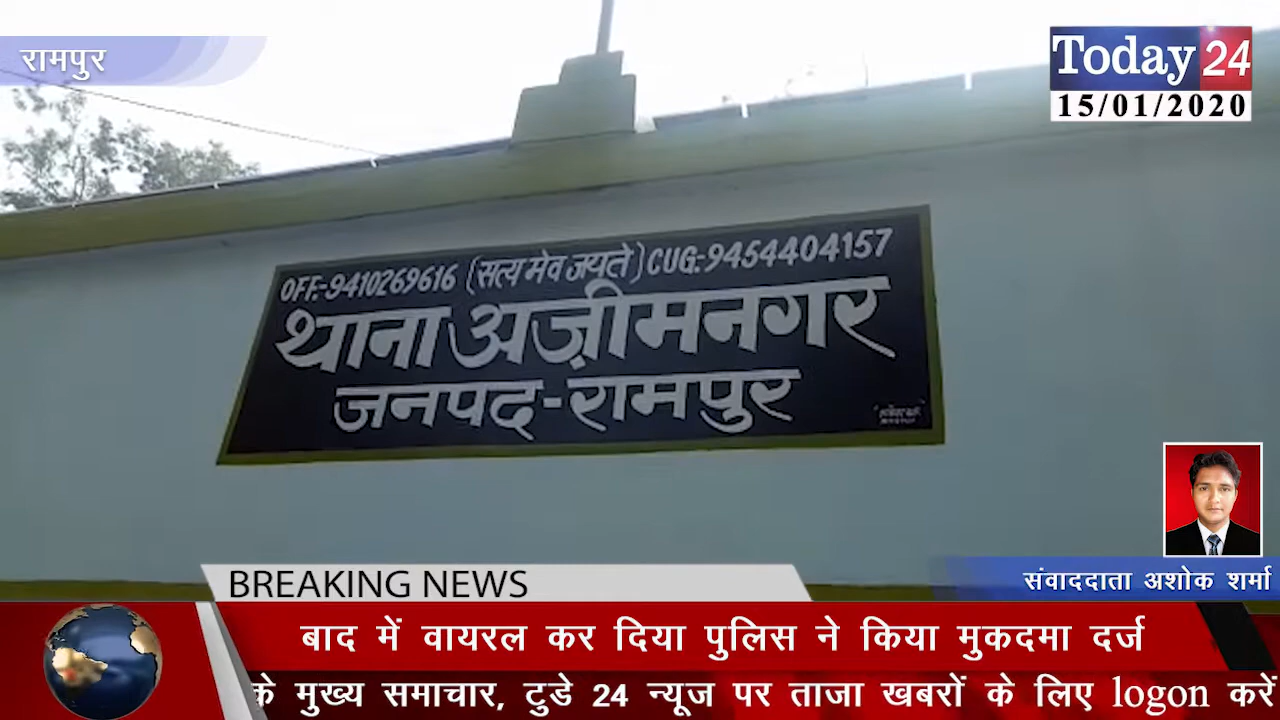 रामपुर
Today 24
15/01/2020
OFF:-9410269616 (सत्य मेव जयते) CUG:-9454404157
थाना अज़ीमनगर
जनपद-रामपुर
BREAKING NEWS
संवाददाता अशोक शर्मा
बाद में वायरल कर दिया पुलिस ने किया मुकदमा दर्ज
के मुख्य समाचार, टुडे 24 न्यूज पर ताजा खबरों के लिए logon करें